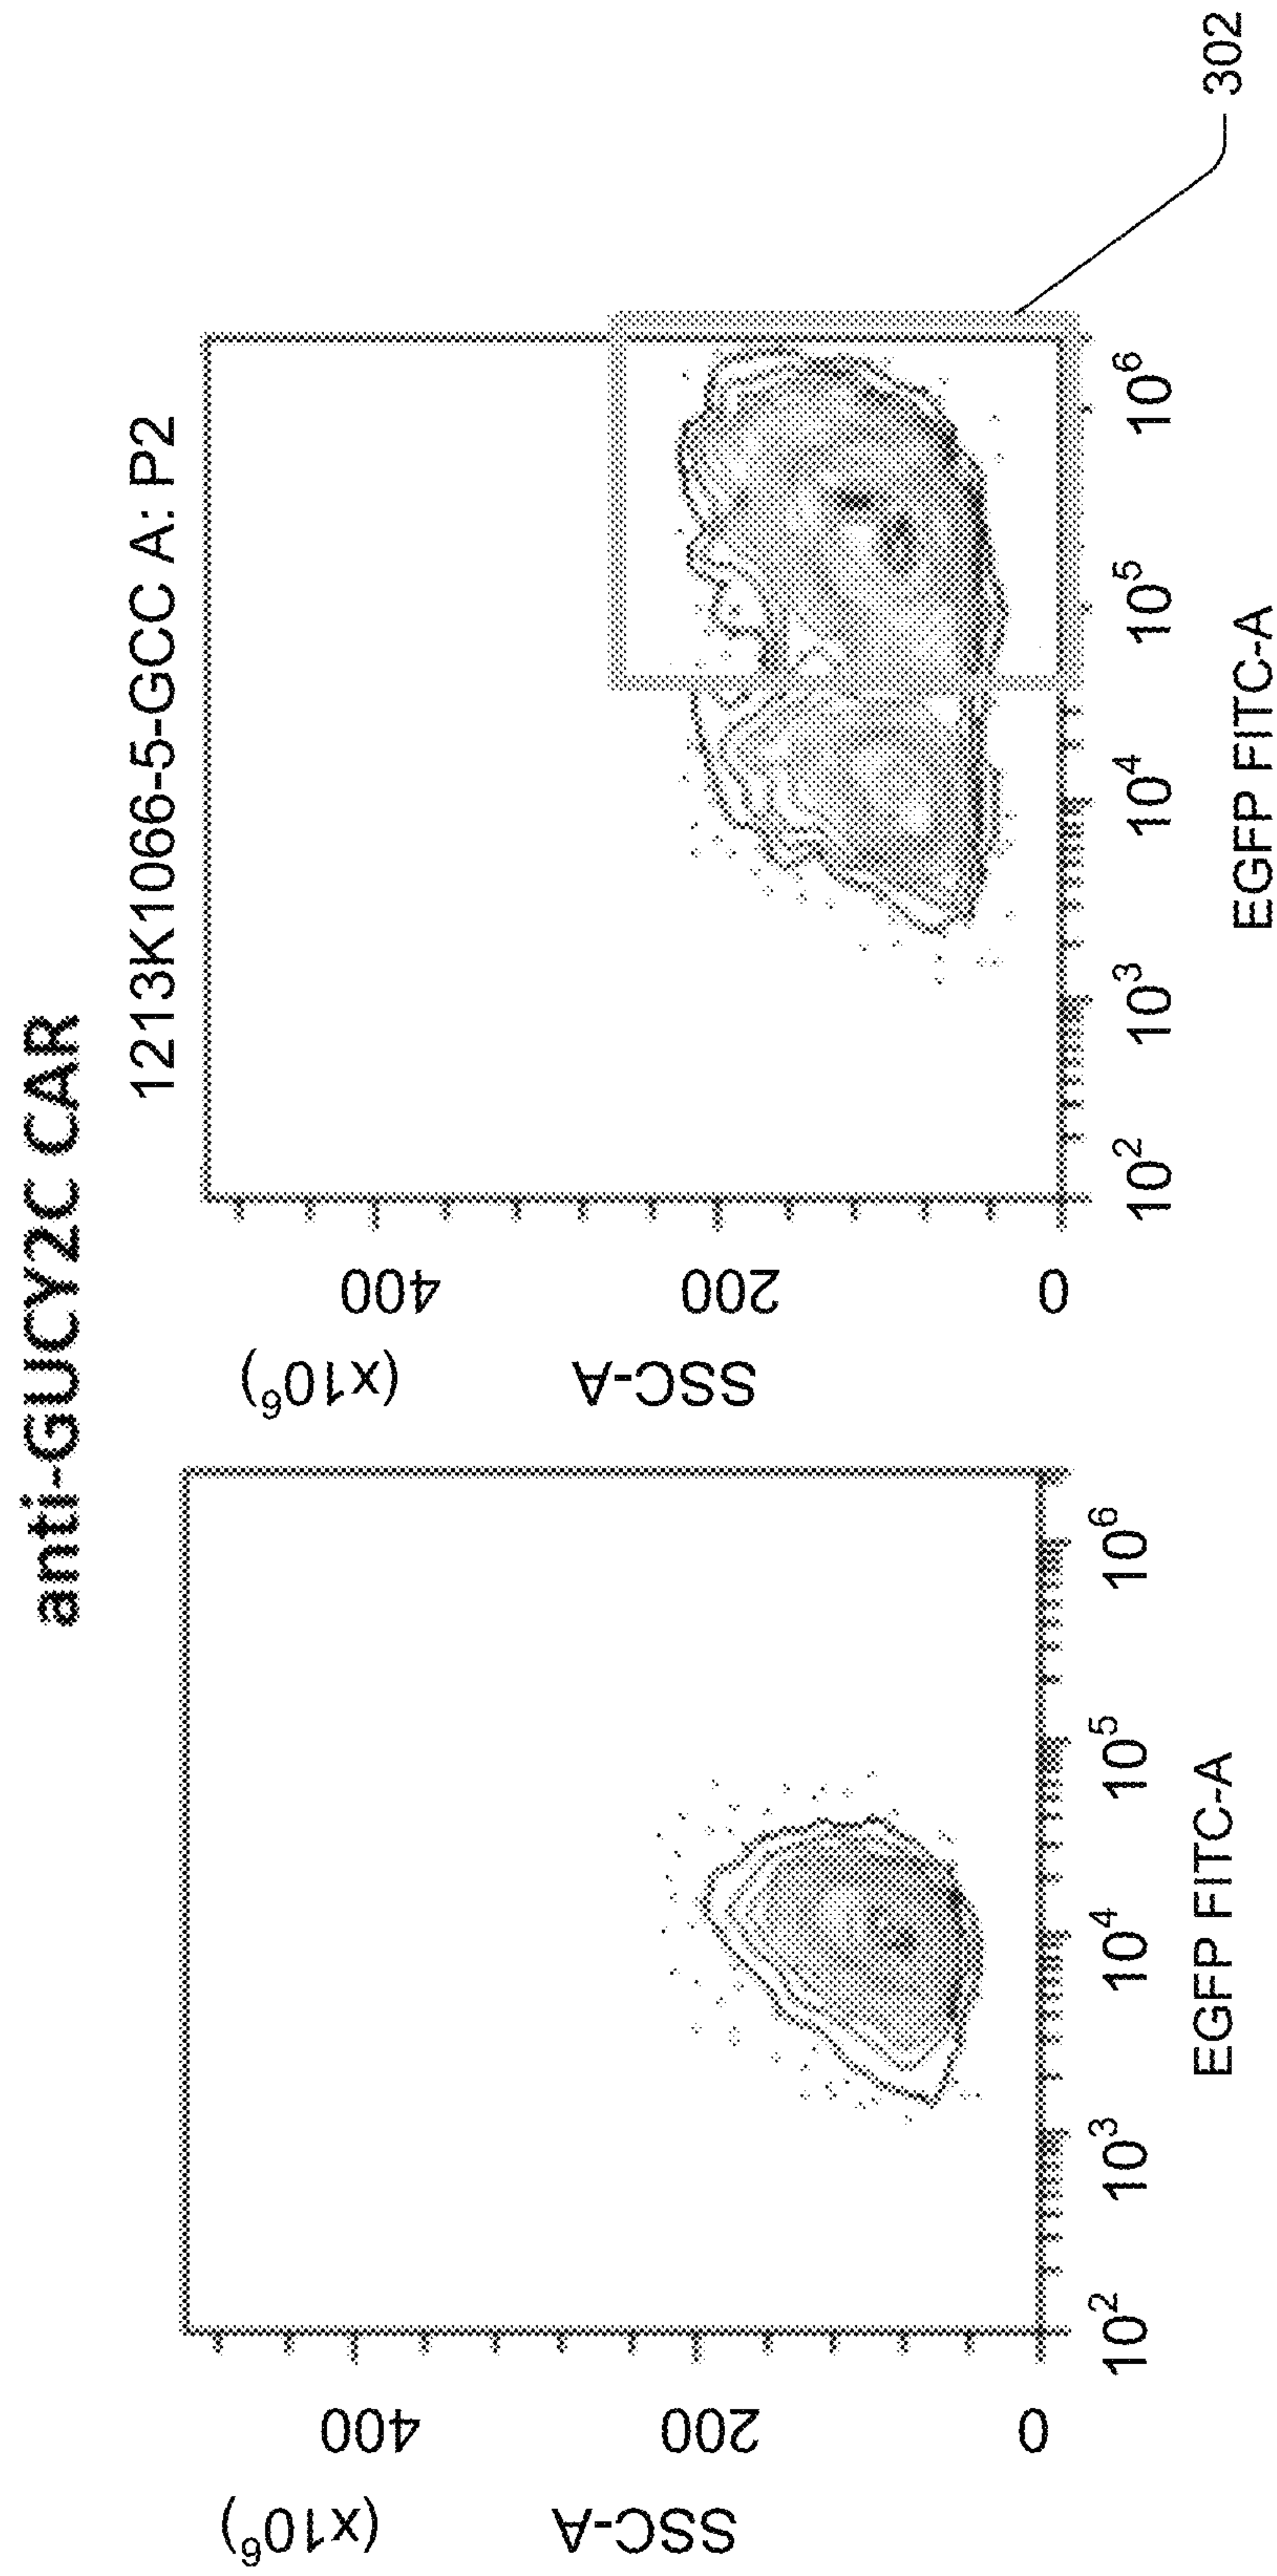 anti-GUCY2C CAR
(x10⁶)
SSC-A
400
200
0
10² 10³ 10⁴ 10⁵ 10⁶
EGFP FITC-A
1213K1066-5-GCC A: P2
(x10⁶)
SSC-A
400
200
0
10² 10³ 10⁴ 10⁵ 10⁶
EGFP FITC-A
302